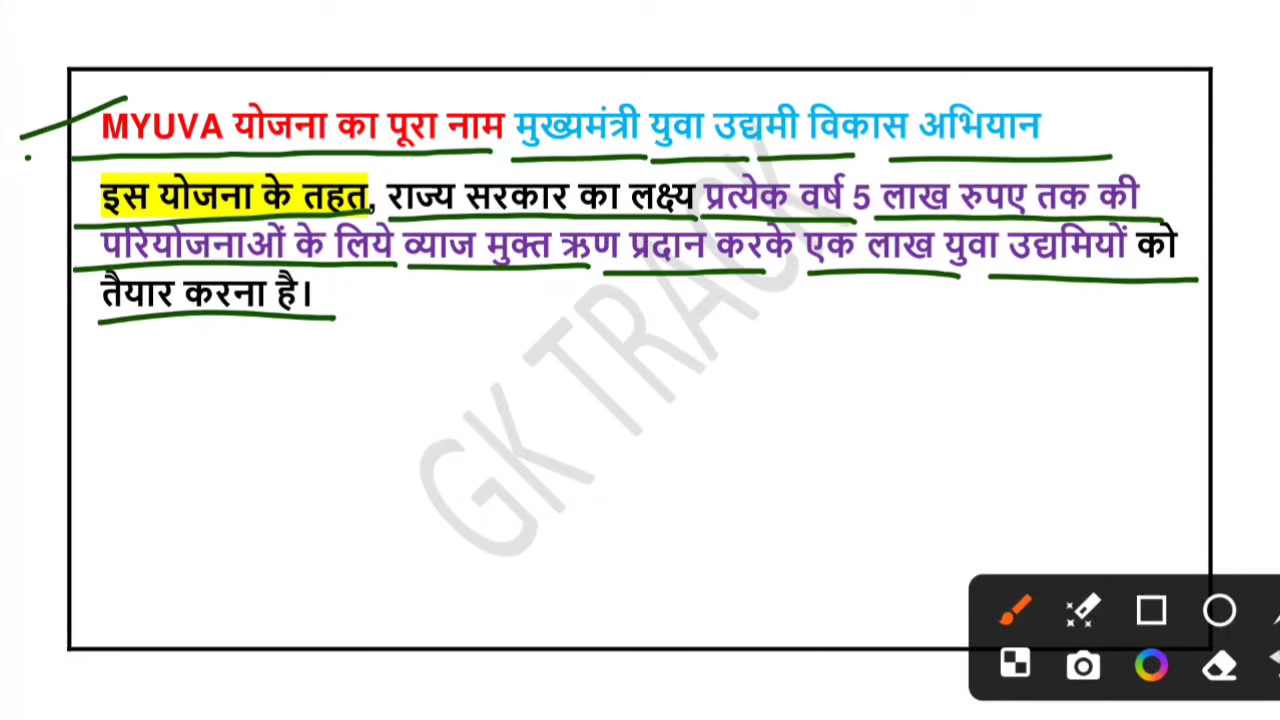 MYUVA योजना का पूरा नाम मुख्यमंत्री युवा उद्यमी विकास अभियान
इस योजना के तहत, राज्य सरकार का लक्ष्य प्रत्येक वर्ष 5 लाख रुपए तक की
परियोजनाओं के लिये व्याज मुक्त ऋण प्रदान करके एक लाख युवा उद्यमियों को
तैयार करना है।
GK TRACK